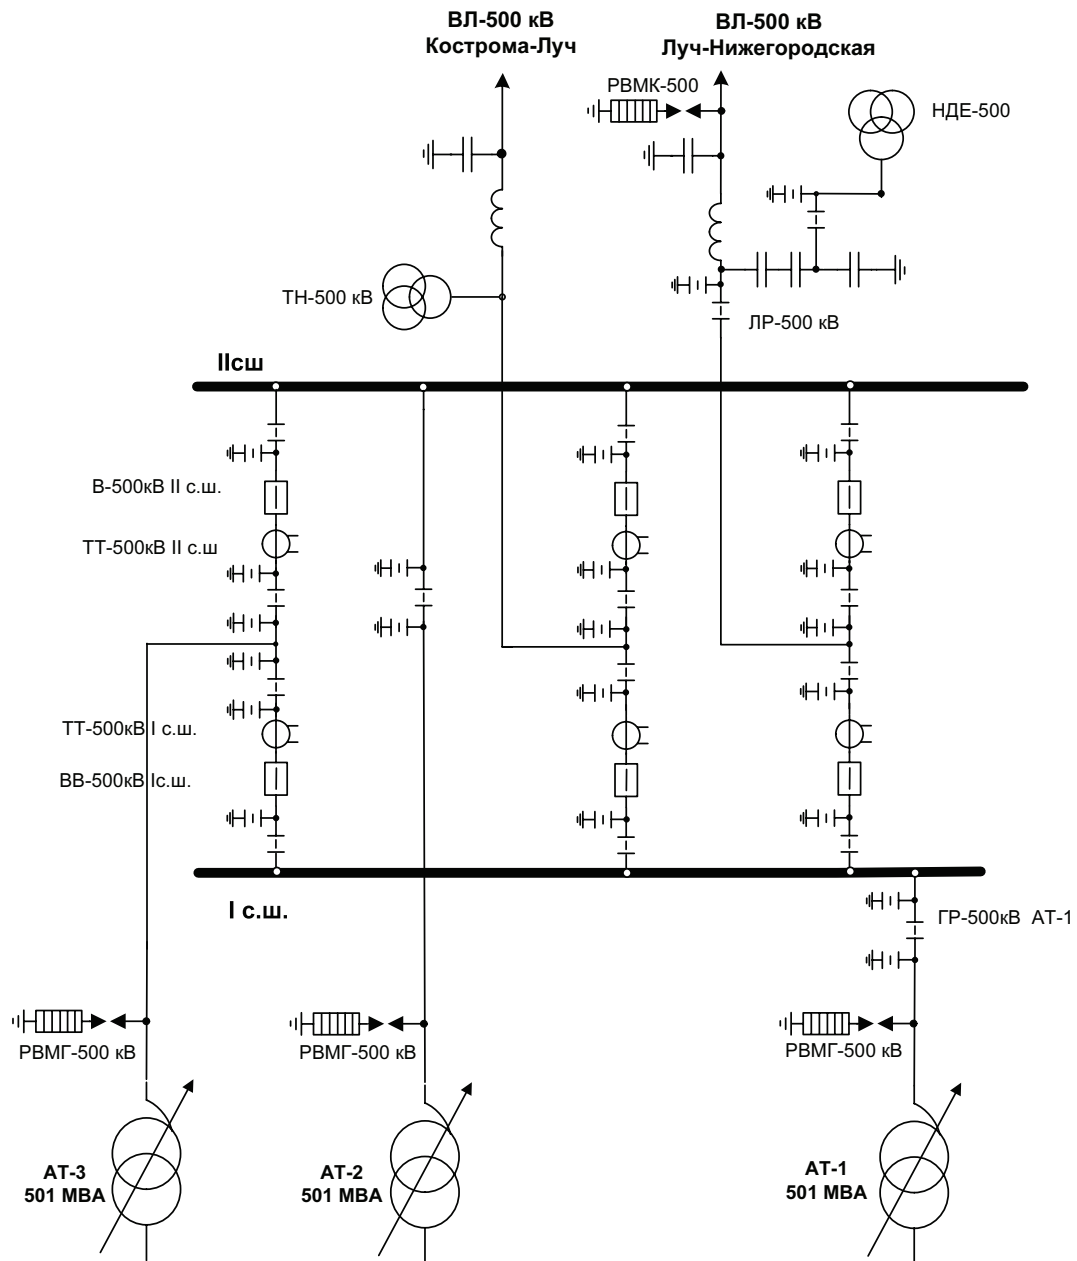 ВЛ-500 кВ
Кострома-Луч
ВЛ-500 кВ
Луч-Нижегородская
РВМК-500
НДЕ-500
ТН-500 кВ
ЛР-500 кВ
IIсш
В-500кВ II с.ш.
ТТ-500кВ II с.ш
ТТ-500кВ I с.ш.
ВВ-500кВ Iс.ш.
I с.ш.
ГР-500кВ АТ-1
РВМГ-500 кВ
РВМГ-500 кВ
РВМГ-500 кВ
АТ-3
501 МВА
АТ-2
501 МВА
АТ-1
501 МВА